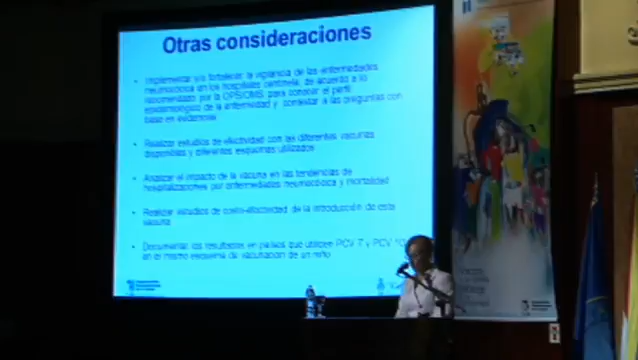 Otras consideraciones
Implementar y/o fortalecer la vigilancia de las enfermedades
neumocócica en los hospitales centinela, de acuerdo a lo
recomendado por la OPS/OMS, para conocer el perfil
epidemiológico de la enfermedad y contestar a las preguntas con
base en evidencia
Realizar estudios de efectividad con las diferentes vacunas
disponibles y diferentes esquemas utilizados
Analizar el impacto de la vacuna en las tendencias de
hospitalizaciones por enfermedades neumocócica y mortalidad
Realizar estudios de costo-efectividad de la introducción de esta
vacuna
Documentar los resultados en países que utilicen PCV 7 y PCV 10
en el mismo esquema de vacunación de un niño